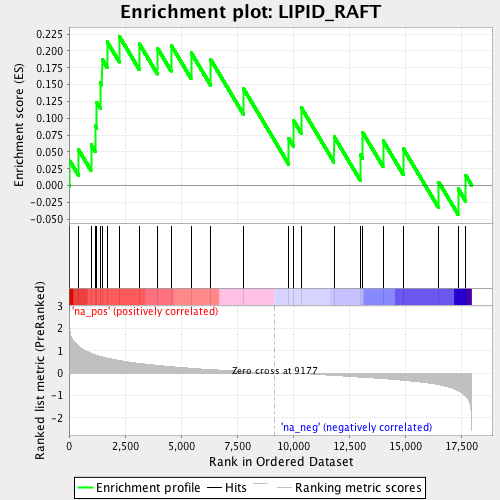 Enrichment plot: LIPID_RAFT
Enrichment score (ES)
0.225
0.200
0.175
0.150
0.125
0.100
0.075
0.050
0.025
0.000
-0.025
-0.050
Ranked list metric (PreRanked)
3
2
1
0
-1
-2
'na_pos' (positively correlated)
Zero cross at 9177
'na_neg' (negatively correlated)
0 2,500 5,000 7,500 10,000 12,500 15,000 17,500
Rank in Ordered Dataset
Enrichment profile Hits Ranking metric scores